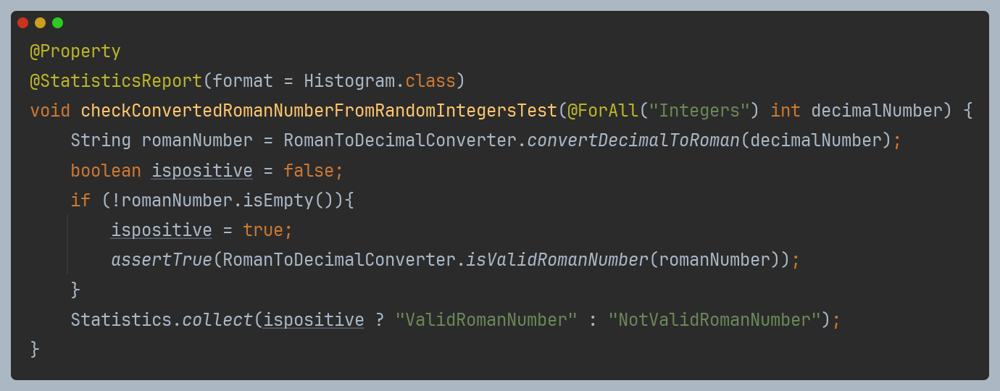 @Property
@StatisticsReport(format = Histogram.class)
void checkConvertedRomanNumberFromRandomIntegersTest(@ForAll("Integers") int decimalNumber) {
    String romanNumber = RomanToDecimalConverter.convertDecimalToRoman(decimalNumber);
    boolean ispositive = false;
    if (!romanNumber.isEmpty()){
        ispositive = true;
        assertTrue(RomanToDecimalConverter.isValidRomanNumber(romanNumber));
    }
    Statistics.collect(ispositive ? "ValidRomanNumber" : "NotValidRomanNumber");
}